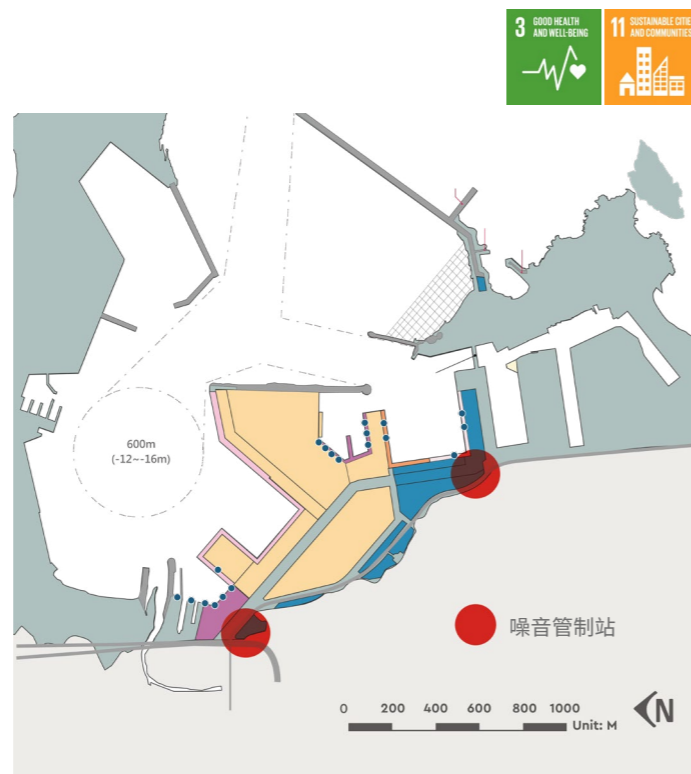 3 GOOD HEALTH
AND WELL-BEING
11 SUSTAINABLE CITIE
AND COMMUNITIES
600m
(-12~-16m)
噪音管制站
0 200 400 600 800 1000
Unit: M
N